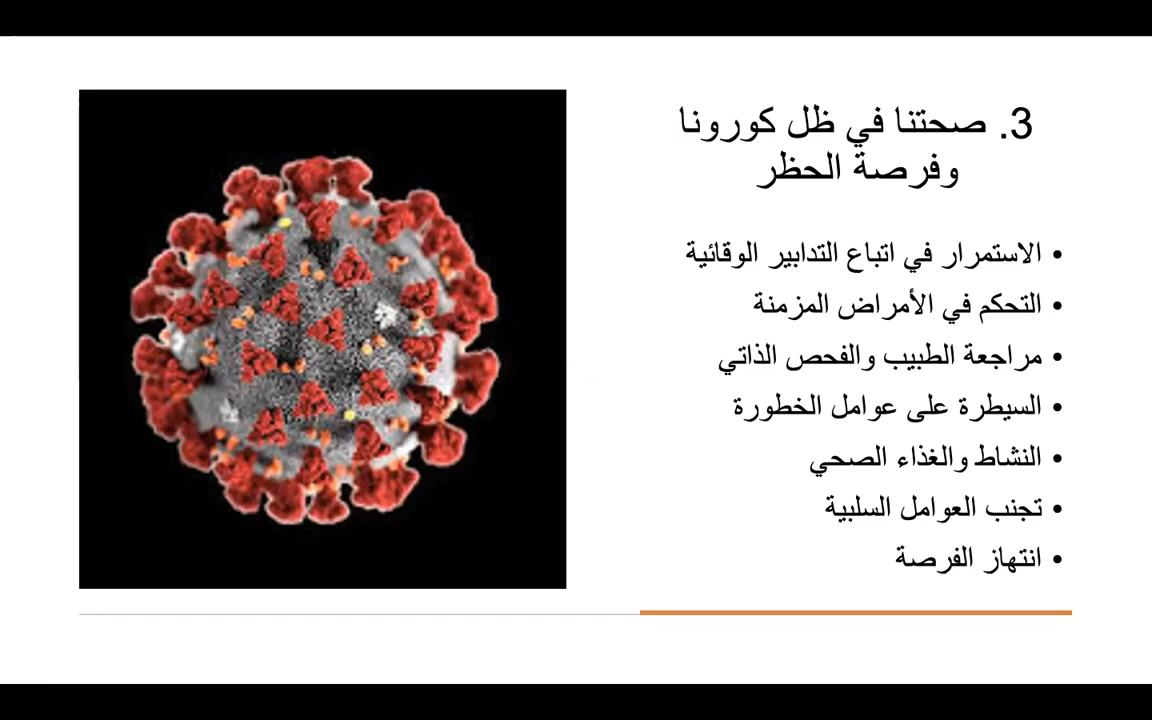 3. صحتنا في ظل كورونا
وفرصة الحظر
• الاستمرار في اتباع التدابير الوقائية
• التحكم في الأمراض المزمنة
• مراجعة الطبيب والفحص الذاتي
• السيطرة على عوامل الخطورة
• النشاط والغذاء الصحي
• تجنب العوامل السلبية
• انتهاز الفرصة